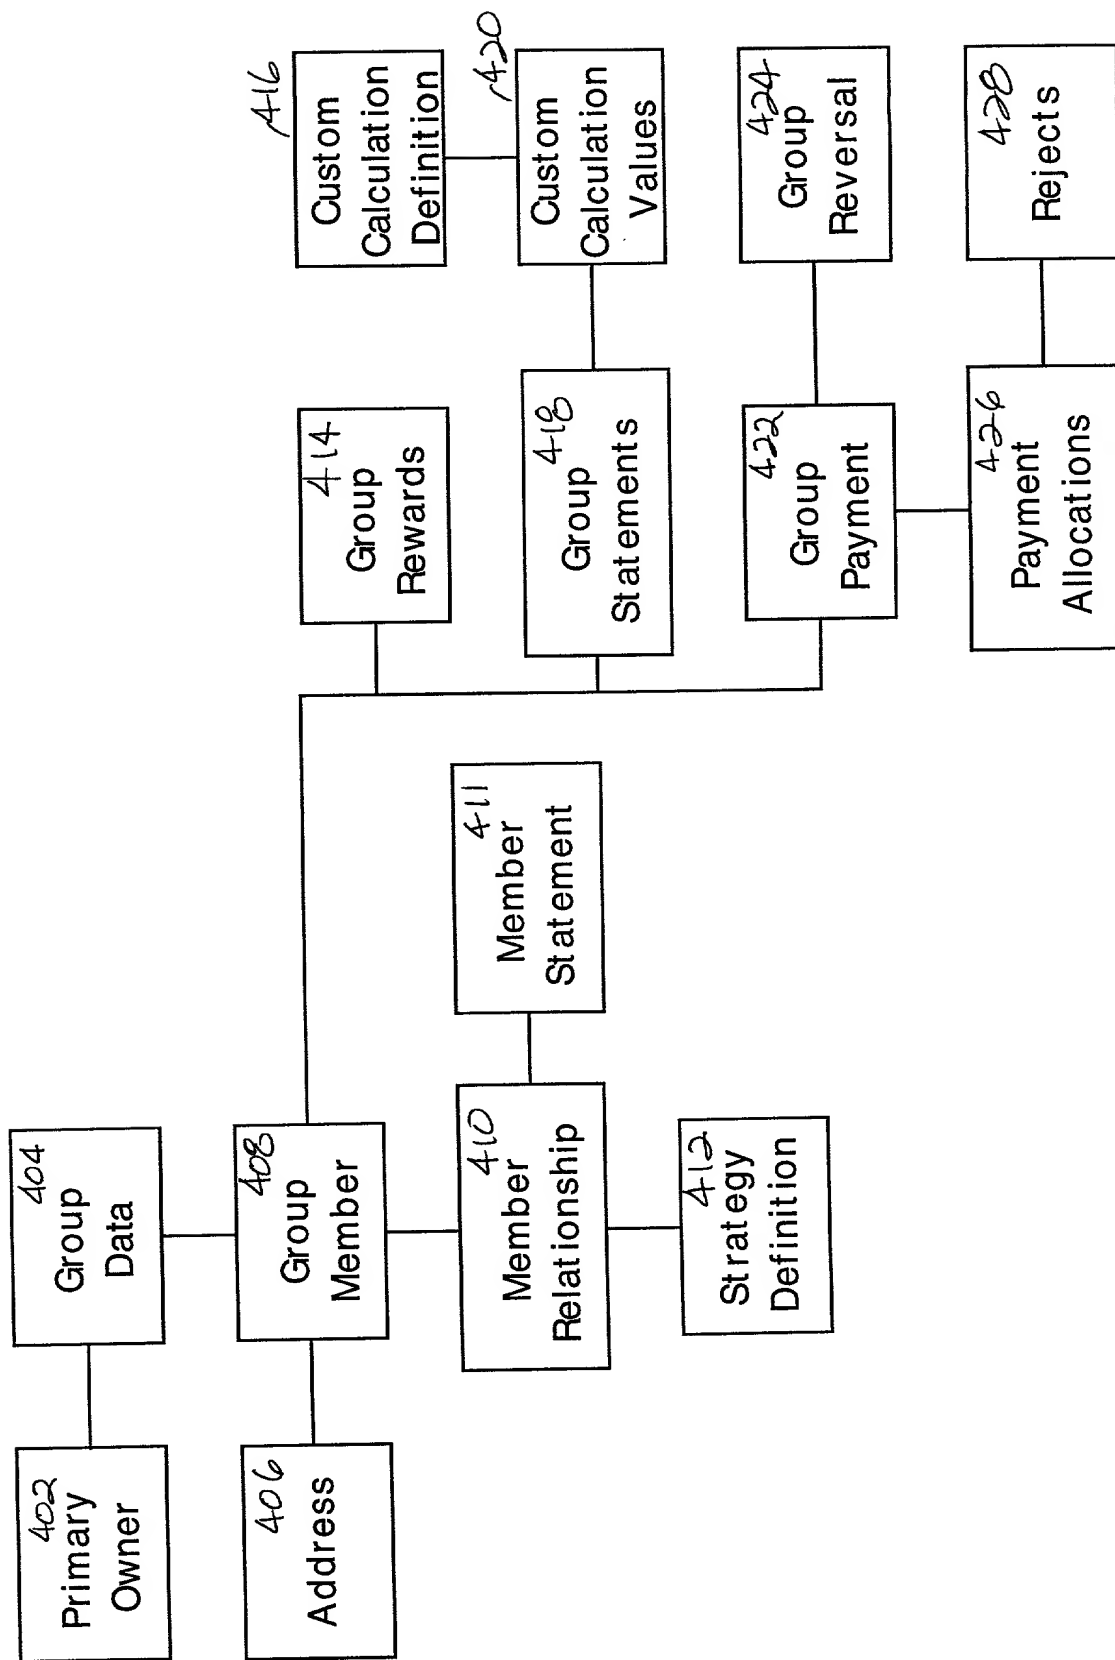 402
Primary
Owner
404
Group
Data
406
Address
408
Group
Member
410
Member
Relationship
411
Member
Statement
412
Strategy
Definition
414
Group
Rewards
416
Custom
Calculation
Definition
418
Group
Statements
420
Custom
Calculation
Values
422
Group
Payment
424
Group
Reversal
426
Payment
Allocations
428
Rejects